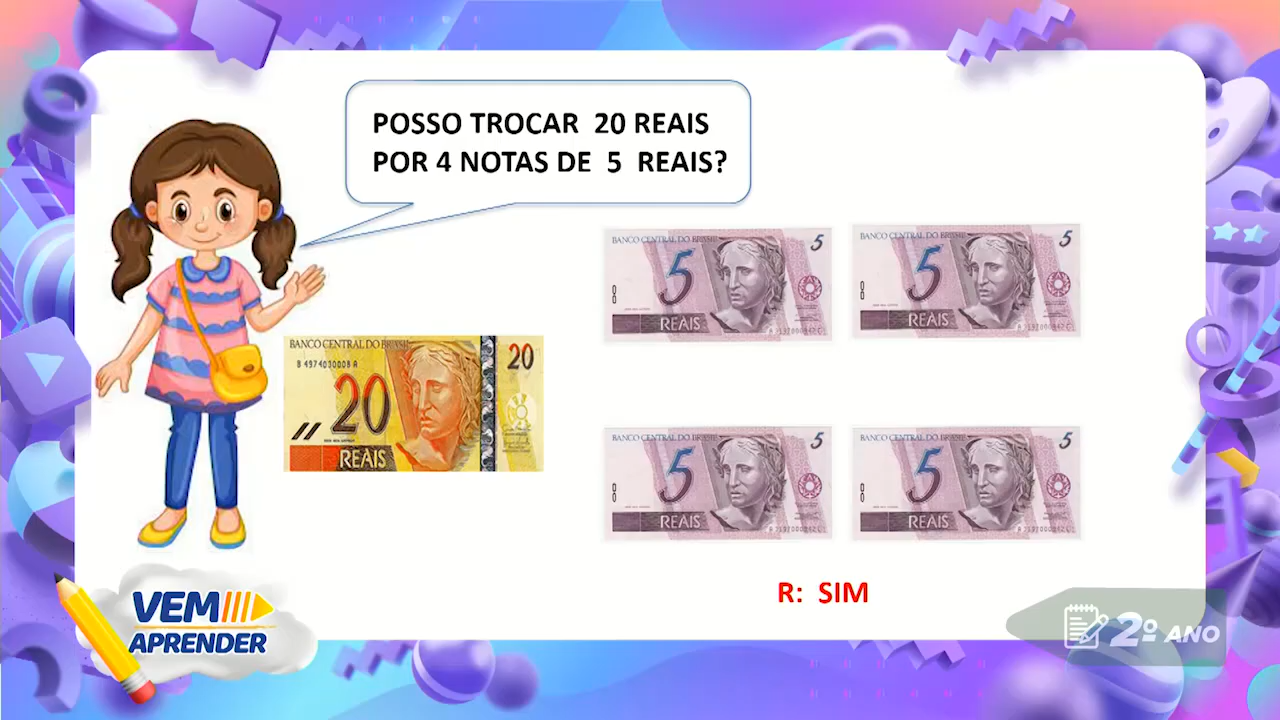 POSSO TROCAR 20 REAIS
POR 4 NOTAS DE 5 REAIS?
BANCO CENTRAL DO BRASIL 5
5
REAIS
BANCO CENTRAL DO BRASIL 5
5
REAIS
BANCO CENTRAL DO BRASIL
B 4974030008 A
20
20
REAIS
BANCO CENTRAL DO BRASIL 5
5
REAIS
BANCO CENTRAL DO BRASIL 5
5
REAIS
R: SIM
VEM
APRENDER
2º ANO